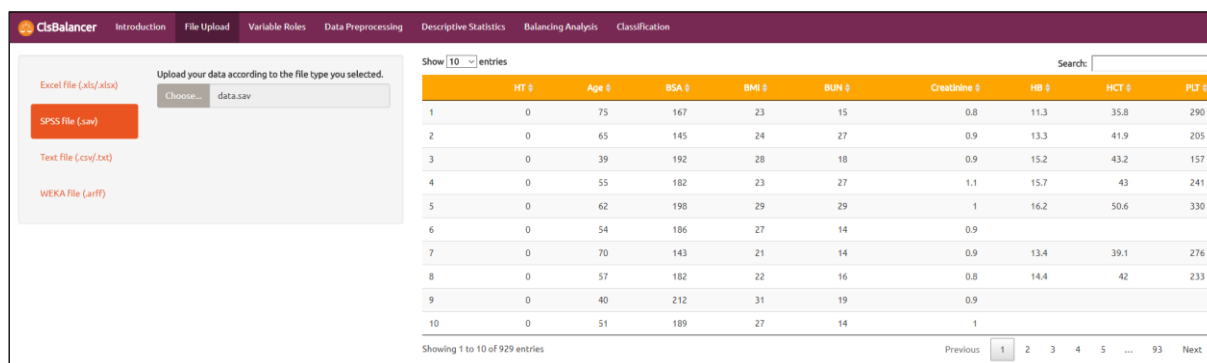 ClsBalancer Introduction File Upload Variable Roles Data Preprocessing Descriptive Statistics Balancing Analysis Classification
Excel file (.xls/.xlsx)
SPSS file (.sav)
Text file (.csv/.txt)
WEKA file (.arff)
Upload your data according to the file type you selected.
Choose... data.sav
Show 10 entries
Search:
HT Age BSA BMI BUN Creatinine HB HCT PLT
1 0 75 167 23 15 0.8 11.3 35.8 290
2 0 65 145 24 27 0.9 13.3 41.9 205
3 0 39 192 28 18 0.9 15.2 43.2 157
4 0 55 182 23 27 1.1 15.7 43 241
5 0 62 198 29 29 1 16.2 50.6 330
6 0 54 186 27 14 0.9
7 0 70 143 21 14 0.9 13.4 39.1 276
8 0 57 182 22 16 0.8 14.4 42 233
9 0 40 212 31 19 0.9
10 0 51 189 27 14 1
Showing 1 to 10 of 929 entries
Previous 1 2 3 4 5 ... 93 Next